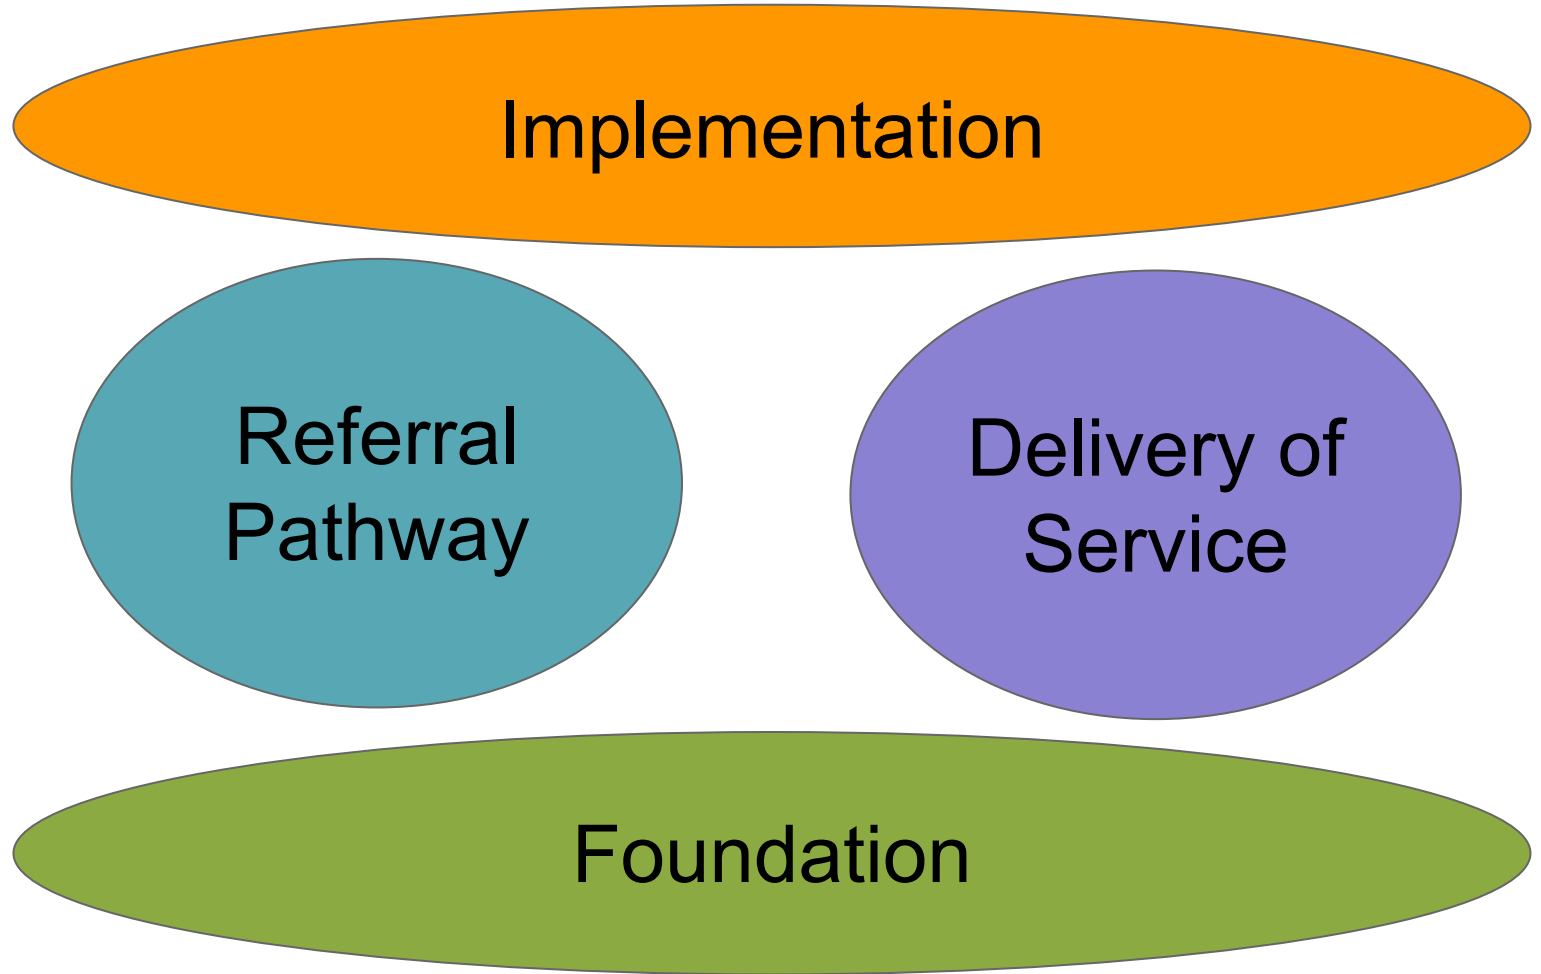 Implementation
Referral
Pathway
Delivery of
Service
Foundation